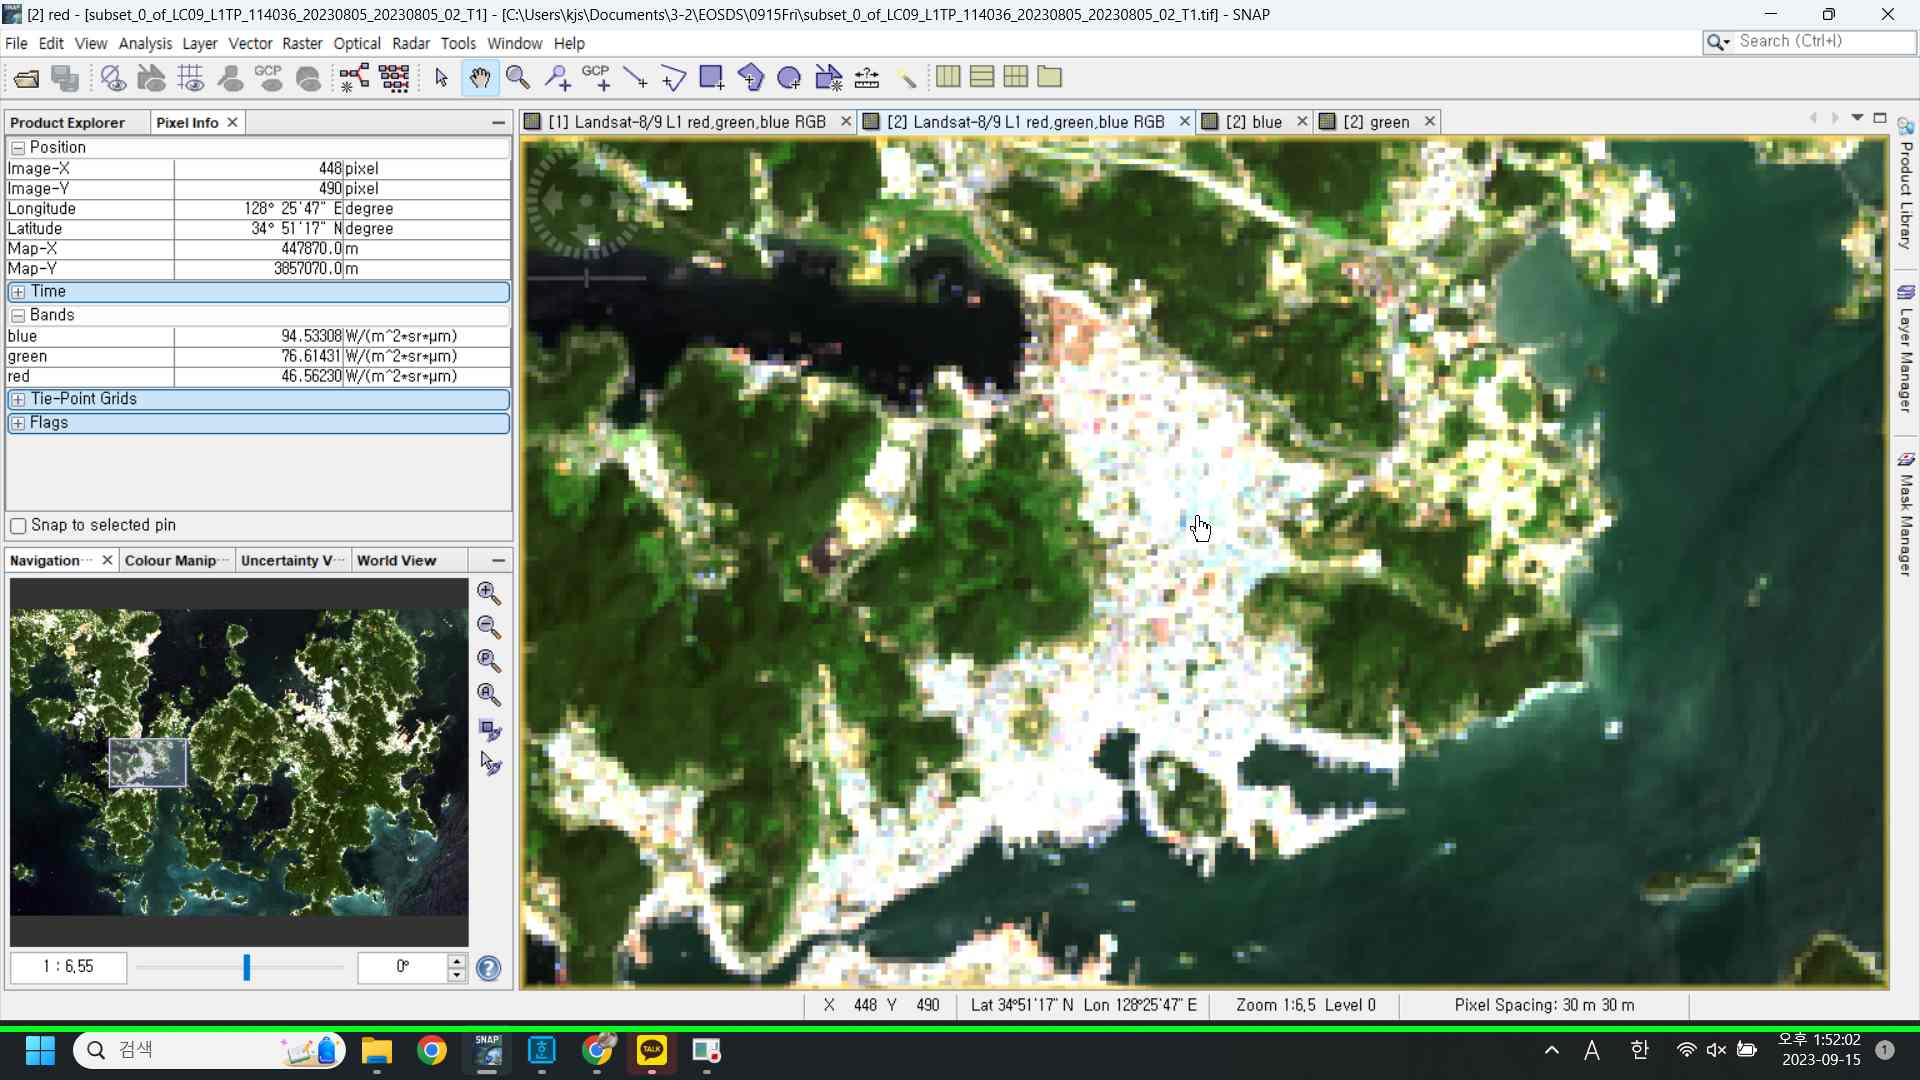 [2] red - [subset_0_of_LC09_L1TP_114036_20230805_20230805_02_T1] - [C:\Users\kjs\Documents\3-2\EOSDS\0915Fri\subset_0_of_LC09_L1TP_114036_20230805_20230805_02_T1.tif] - SNAP
File Edit View Analysis Layer Vector Raster Optical Radar Tools Window Help
Search (Ctrl+I)
GCP GCP
Product Explorer Pixel Info
[1] Landsat-8/9 L1 red,green,blue RGB [2] Landsat-8/9 L1 red,green,blue RGB [2] blue [2] green
Position
Image-X 448 pixel
Image-Y 490 pixel
Longitude 128° 25'47" E degree
Latitude 34° 51'17" N degree
Map-X 447870.0 m
Map-Y 3857070.0 m
Time
Bands
blue 94.53308 W/(m^2*sr*µm)
green 76.61431 W/(m^2*sr*µm)
red 46.56230 W/(m^2*sr*µm)
Tie-Point Grids
Flags
Snap to selected pin
Navigation··· Colour Manip··· Uncertainty V··· World View
1 : 6,55 0°
Product Library
Layer Manager
Mask Manager
X 448 Y 490 Lat 34°51'17" N Lon 128°25'47" E Zoom 1:6,5 Level 0 Pixel Spacing: 30 m 30 m
검색
SNAP
TALK
A 한
오후 1:52:02
2023-09-15
1